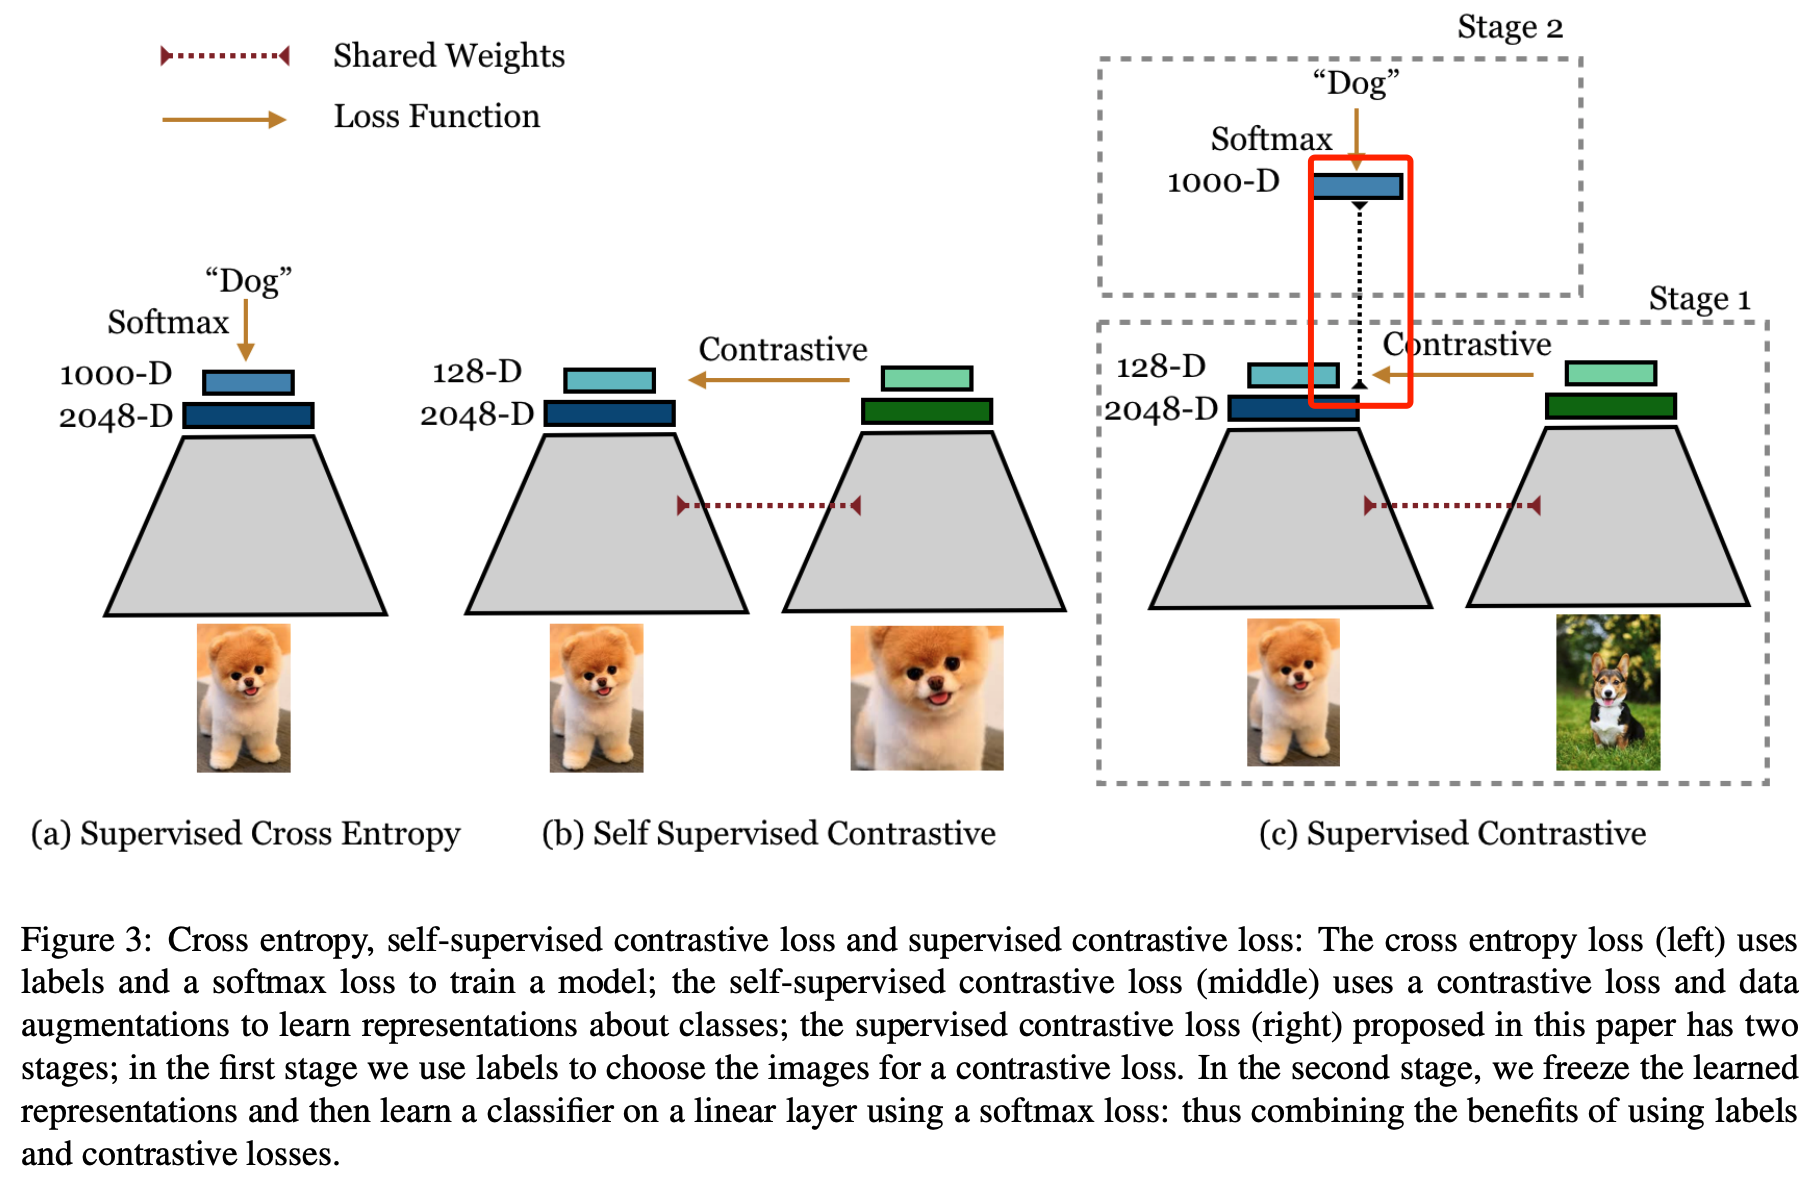 Shared Weights
Loss Function
“Dog”
Softmax
1000-D
2048-D
(a) Supervised Cross Entropy
128-D
2048-D
Contrastive
(b) Self Supervised Contrastive
Stage 2
“Dog”
Softmax
1000-D
Stage 1
128-D
2048-D
Contrastive
(c) Supervised Contrastive
Figure 3: Cross entropy, self-supervised contrastive loss and supervised contrastive loss: The cross entropy loss (left) uses
labels and a softmax loss to train a model; the self-supervised contrastive loss (middle) uses a contrastive loss and data
augmentations to learn representations about classes; the supervised contrastive loss (right) proposed in this paper has two
stages; in the first stage we use labels to choose the images for a contrastive loss. In the second stage, we freeze the learned
representations and then learn a classifier on a linear layer using a softmax loss: thus combining the benefits of using labels
and contrastive losses.